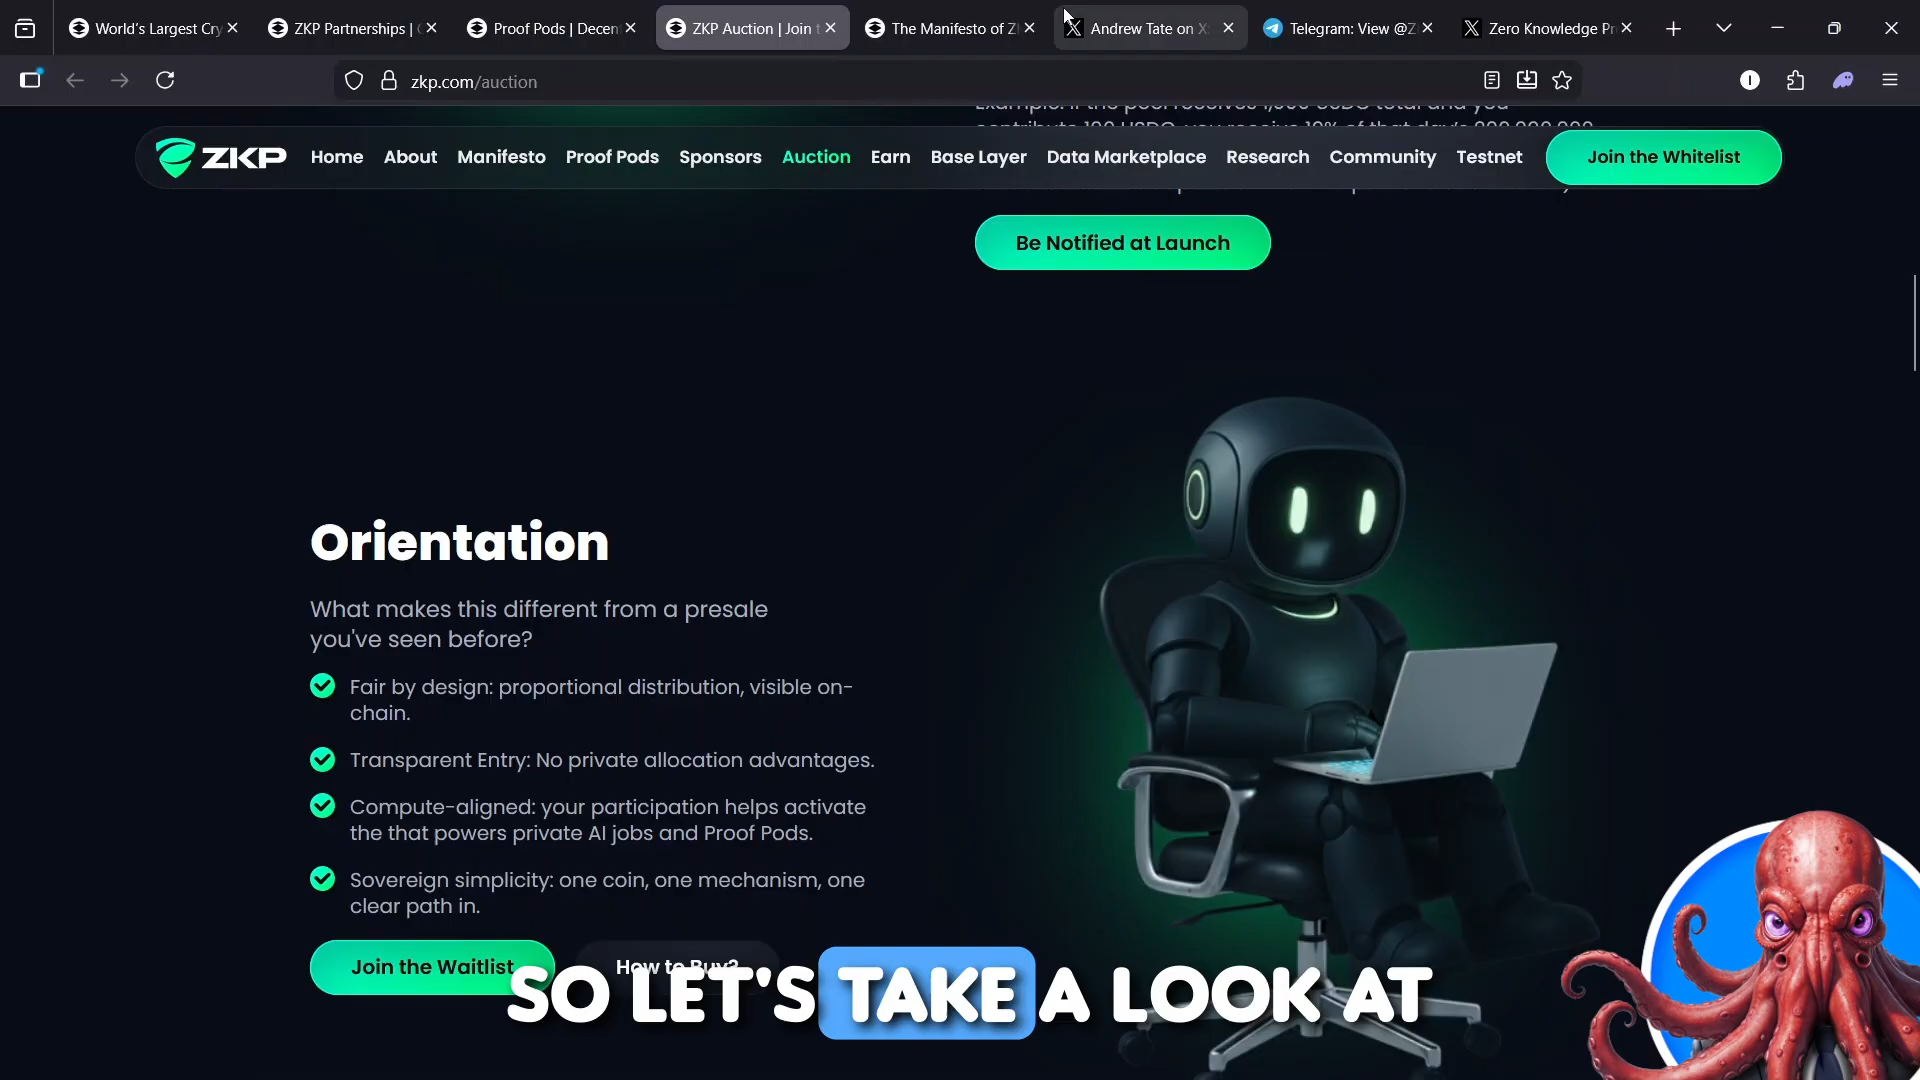 World's Largest Cry
ZKP Partnerships |
Proof Pods | Decen
ZKP Auction | Join t
The Manifesto of Z
Andrew Tate on X
Telegram: View @Z
Zero Knowledge Pr
zkp.com/auction
ZKP
Home
About
Manifesto
Proof Pods
Sponsors
Auction
Earn
Base Layer
Data Marketplace
Research
Community
Testnet
Join the Whitelist
Be Notified at Launch
Orientation
What makes this different from a presale
you've seen before?
Fair by design: proportional distribution, visible on-
chain.
Transparent Entry: No private allocation advantages.
Compute-aligned: your participation helps activate
the that powers private AI jobs and Proof Pods.
Sovereign simplicity: one coin, one mechanism, one
clear path in.
Join the Waitlist
How to Buy?
SO LET'S TAKE A LOOK AT